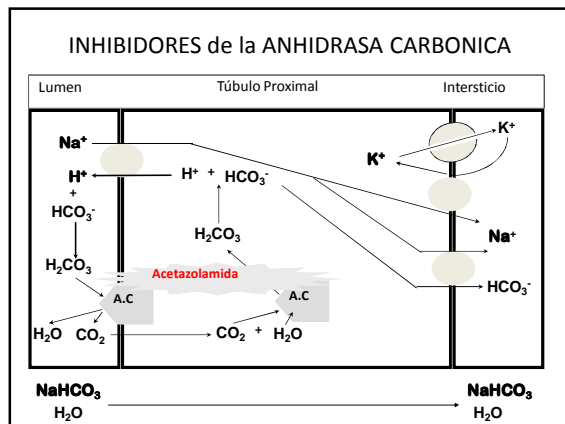 INHIBIDORES de la ANHIDRASA CARBONICA
Lumen Túbulo Proximal Intersticio
K⁺
Na⁺
K⁺
H⁺ H⁺ + HCO₃⁻
+
HCO₃⁻
H₂CO₃ Na⁺
H₂CO₃
Acetazolamida
A.C A.C HCO₃⁻
H₂O CO₂ CO₂ + H₂O
NaHCO₃ NaHCO₃
H₂O H₂O